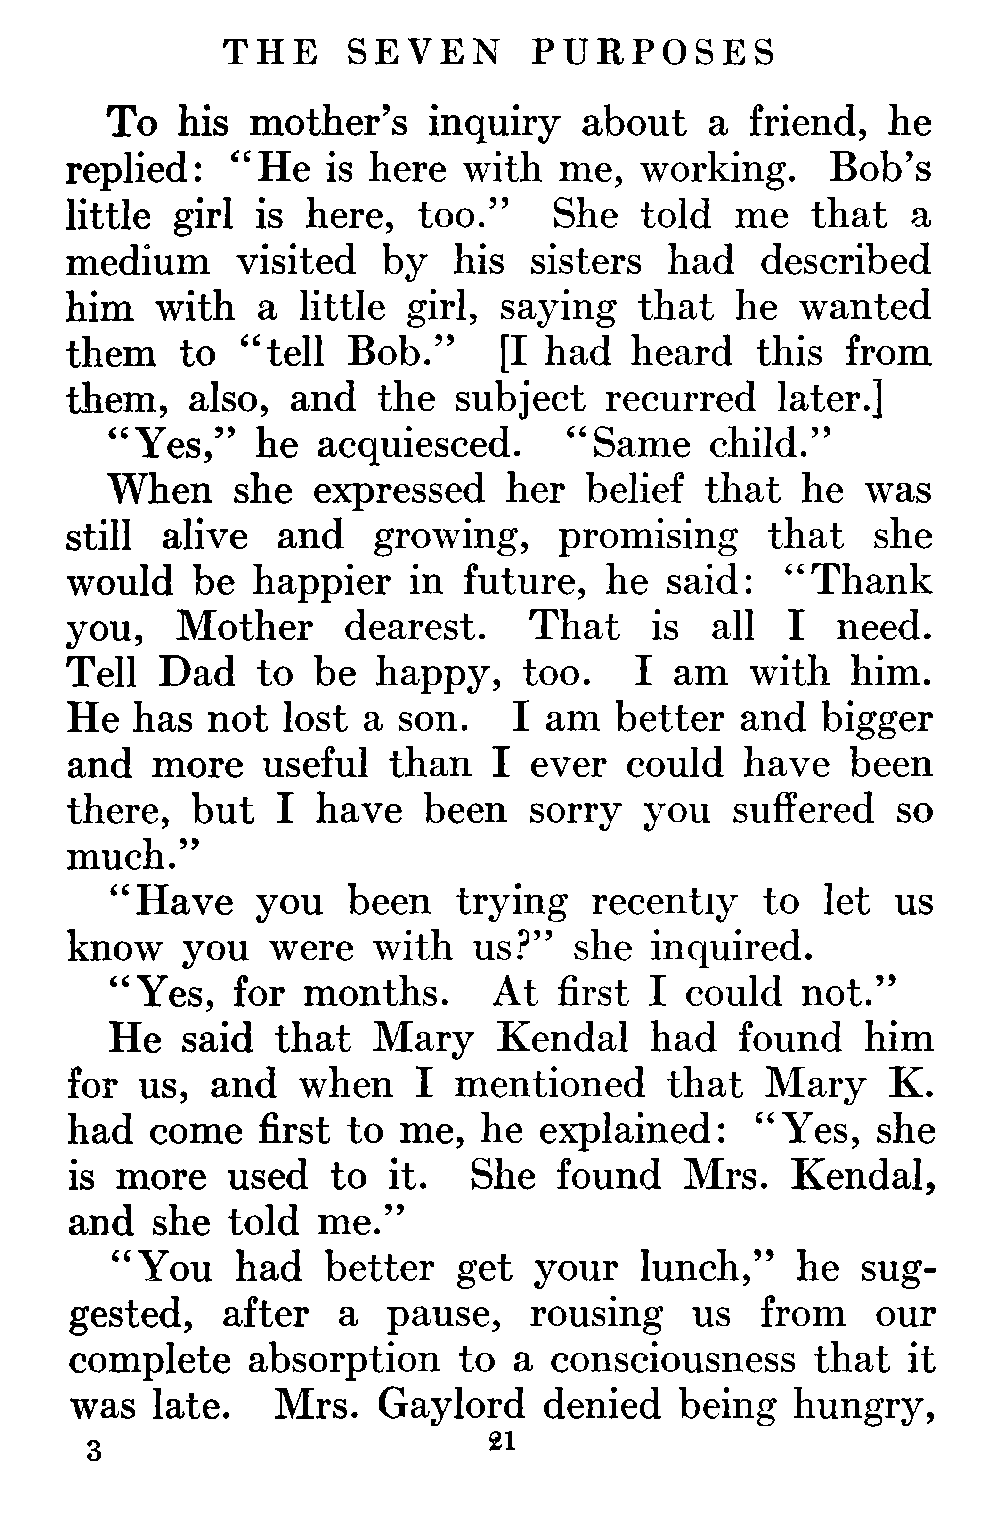 THE SEVEN PURPOSES
To his mother's inquiry about a friend, he
replied: "He is here with me, working. Bob's
little girl is here, too." She told me that a
medium visited by his sisters had described
him with a little girl, saying that he wanted
them to "tell Bob." [I had heard this from
them, also, and the subject recurred later.]
"Yes," he acquiesced. "Same child."
When she expressed her belief that he was
still alive and growing, promising that she
would be happier in future, he said: "Thank
you, Mother dearest. That is all I need.
Tell Dad to be happy, too. I am with him.
He has not lost a son. I am better and bigger
and more useful than I ever could have been
there, but I have been sorry you suffered so
much."
"Have you been trying recently to let us
know you were with us?" she inquired.
"Yes, for months. At first I could not."
He said that Mary Kendal had found him
for us, and when I mentioned that Mary K.
had come first to me, he explained: "Yes, she
is more used to it. She found Mrs. Kendal,
and she told me."
"You had better get your lunch," he sug-
gested, after a pause, rousing us from our
complete absorption to a consciousness that it
was late. Mrs. Gaylord denied being hungry,
3 21